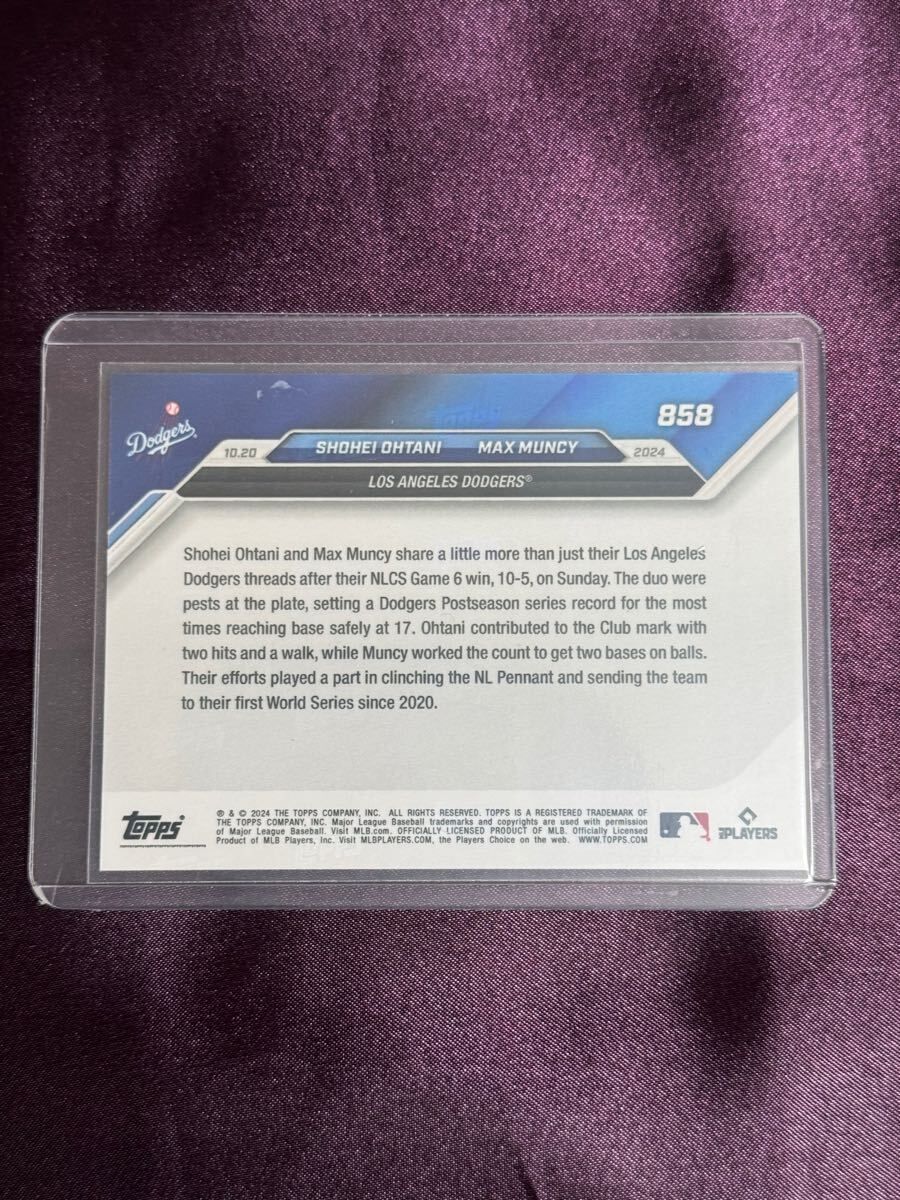 Dodgers
858
10.20 SHOHEI OHTANI MAX MUNCY 2024
LOS ANGELES DODGERS®
Shohei Ohtani and Max Muncy share a little more than just their Los Angeles
Dodgers threads after their NLCS Game 6 win, 10-5, on Sunday. The duo were
pests at the plate, setting a Dodgers Postseason series record for the most
times reaching base safely at 17. Ohtani contributed to the Club mark with
two hits and a walk, while Muncy worked the count to get two bases on balls.
Their efforts played a part in clinching the NL Pennant and sending the team
to their first World Series since 2020.
topps
® & © 2024 THE TOPPS COMPANY, INC. ALL RIGHTS RESERVED. TOPPS IS A REGISTERED TRADEMARK OF
THE TOPPS COMPANY, INC. Major League Baseball trademarks and copyrights are used with permission
of Major League Baseball. Visit MLB.com. OFFICIALLY LICENSED PRODUCT OF MLB. Officially Licensed
Product of MLB Players, Inc. Visit MLBPLAYERS.COM, the Players Choice on the web. WWW.TOPPS.COM
PLAYERS